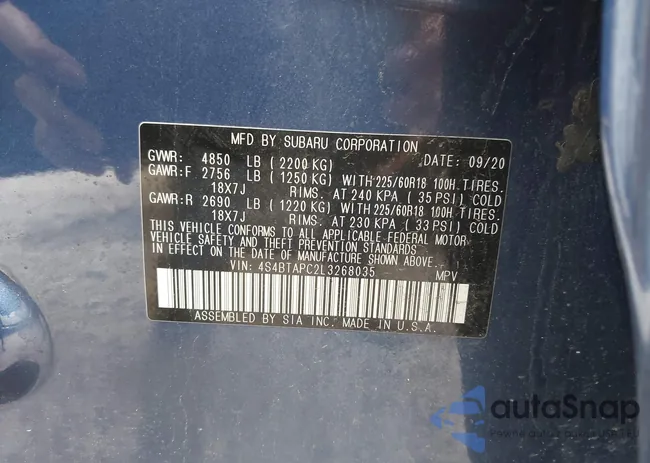 MFD BY SUBARU CORPORATION
GVWR: 4850 LB (2200 KG) DATE: 09/20
GAWR:F 2756 LB (1250 KG) WITH 225/60R18 100H. TIRES.
18X7J RIMS. AT 240 KPA (35 PSI) COLD
GAWR:R 2690 LB (1220 KG) WITH 225/60R18 100H. TIRES.
18X7J RIMS. AT 230 KPA (33 PSI) COLD
THIS VEHICLE CONFORMS TO ALL APPLICABLE FEDERAL MOTOR
VEHICLE SAFETY AND THEFT PREVENTION STANDARDS
IN EFFECT ON THE DATE OF MANUFACTURE SHOWN ABOVE.
VIN: 4S4BTAPC2L3268035 MPV
ASSEMBLED BY SIA INC. MADE IN U.S.A.
autoSnap